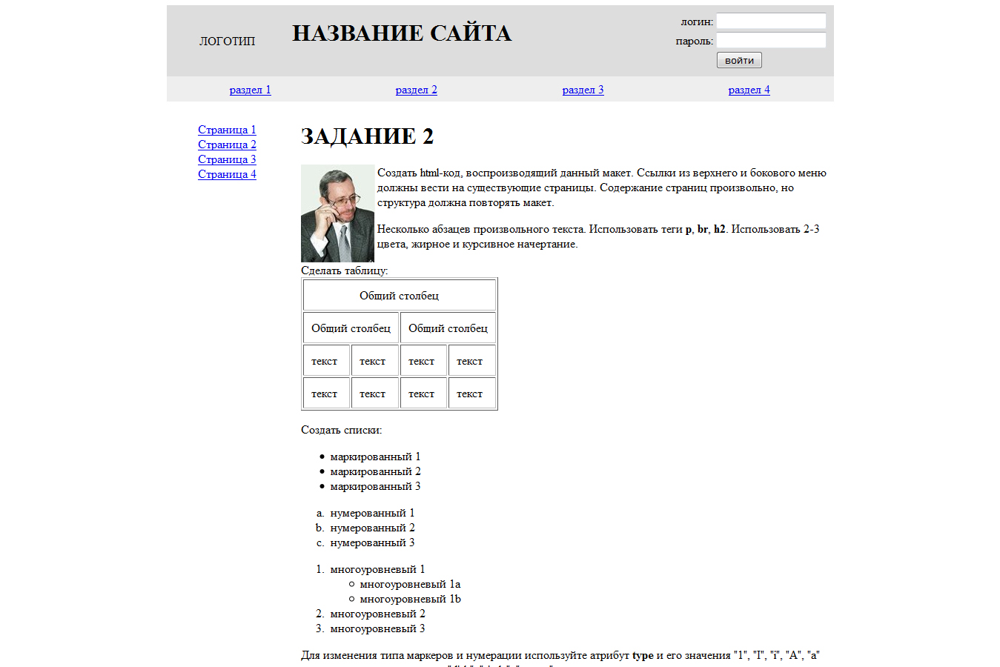 ЛОГОТИП
НАЗВАНИЕ САЙТА
логин:
пароль:
войти
раздел 1 раздел 2 раздел 3 раздел 4
Страница 1
Страница 2
Страница 3
Страница 4
ЗАДАНИЕ 2
Создать html-код, воспроизводящий данный макет. Ссылки из верхнего и бокового меню
должны вести на существующие страницы. Содержание страниц произвольно, но
структура должна повторять макет.
Несколько абзацев произвольного текста. Использовать теги p, br, h2. Использовать 2-3
цвета, жирное и курсивное начертание.
Сделать таблицу:
Общий столбец
Общий столбец Общий столбец
текст текст текст текст
текст текст текст текст
Создать списки:
• маркированный 1
• маркированный 2
• маркированный 3
a. нумерованный 1
b. нумерованный 2
c. нумерованный 3
1. многоуровневый 1
○ многоуровневый 1a
○ многоуровневый 1b
2. многоуровневый 2
3. многоуровневый 3
Для изменения типа маркеров и нумерации используйте атрибут type и его значения "1", "I", "i", "A", "a"